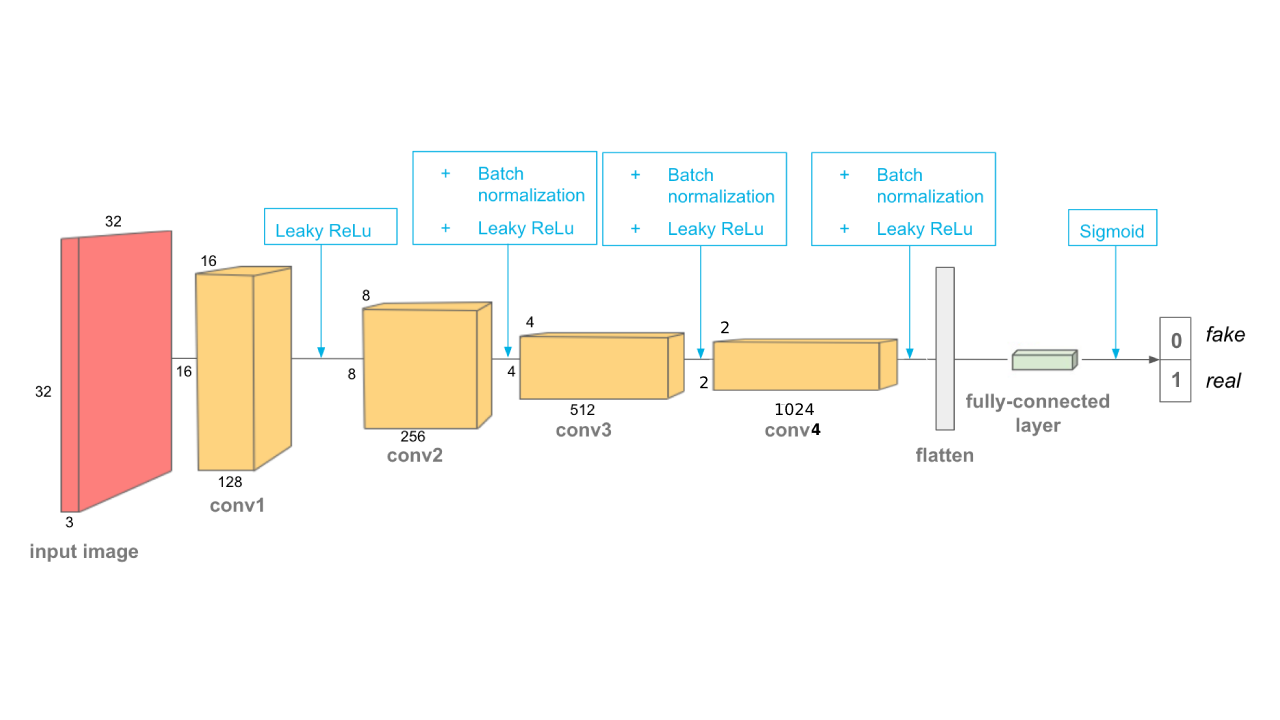 32
32
3
input image
16
16
128
conv1
Leaky ReLu
8
8
256
conv2
+ Batch
normalization
+ Leaky ReLu
4
4
512
conv3
+ Batch
normalization
+ Leaky ReLu
2
2
1024
conv4
+ Batch
normalization
+ Leaky ReLu
flatten
fully-connected
layer
Sigmoid
0 fake
1 real